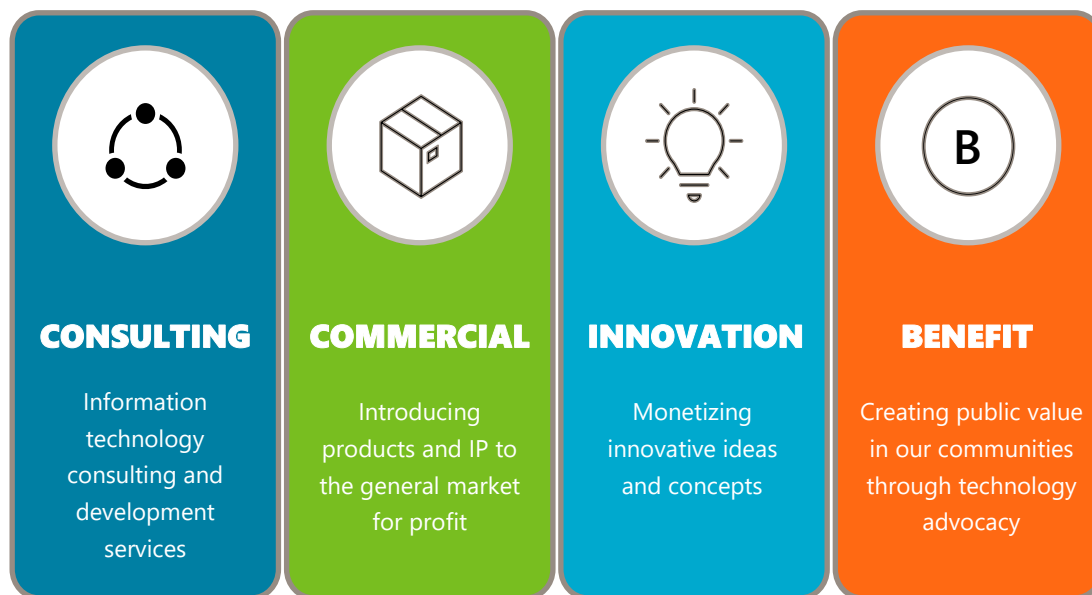 B
CONSULTING
Information
technology
consulting and
development
services
COMMERCIAL
Introducing
products and IP to
the general market
for profit
INNOVATION
Monetizing
innovative ideas
and concepts
BENEFIT
Creating public value
in our communities
through technology
advocacy